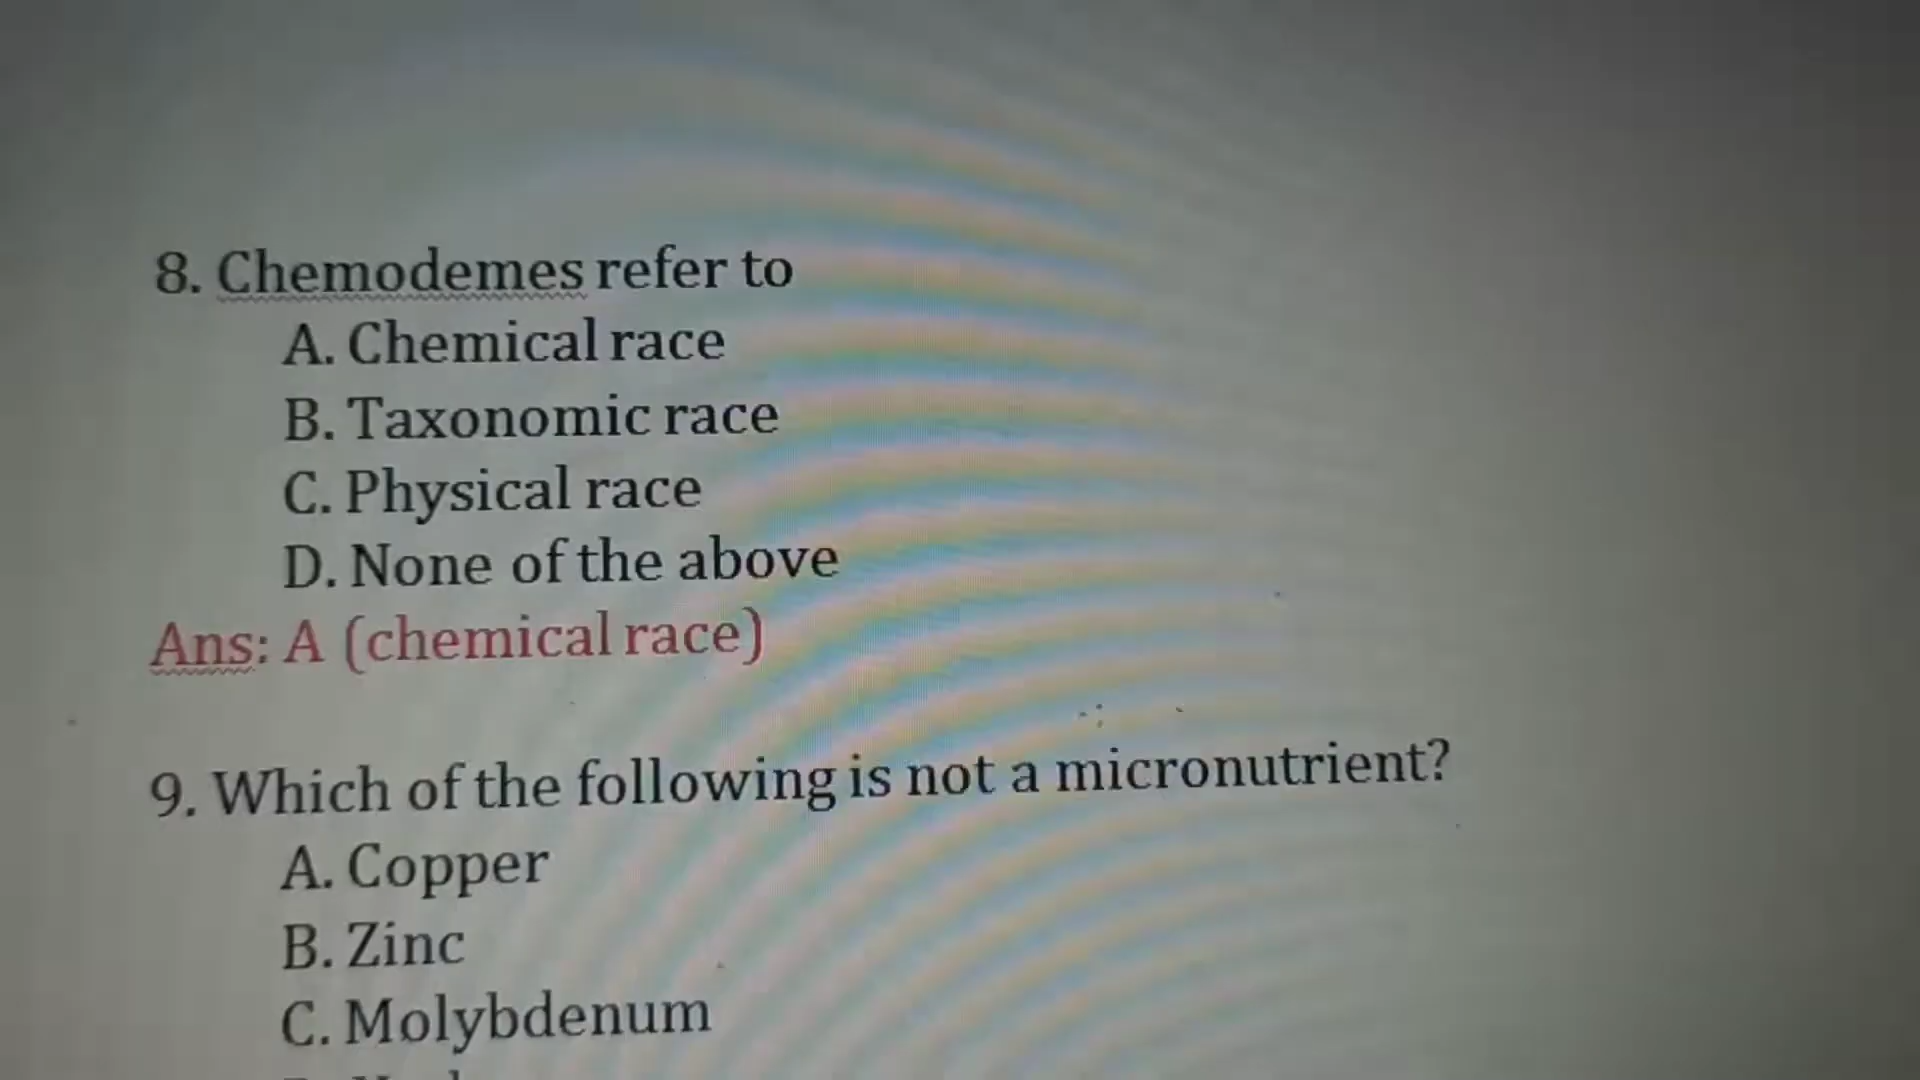 8. Chemodemes refer to
A. Chemical race
B. Taxonomic race
C. Physical race
D. None of the above
Ans: A (chemical race)
9. Which of the following is not a micronutrient?
A. Copper
B. Zinc
C. Molybdenum